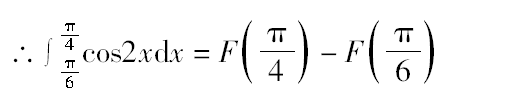 ∴ ∫_{π/6}^{π/4} cos2xdx = F(π/4) − F(π/6)